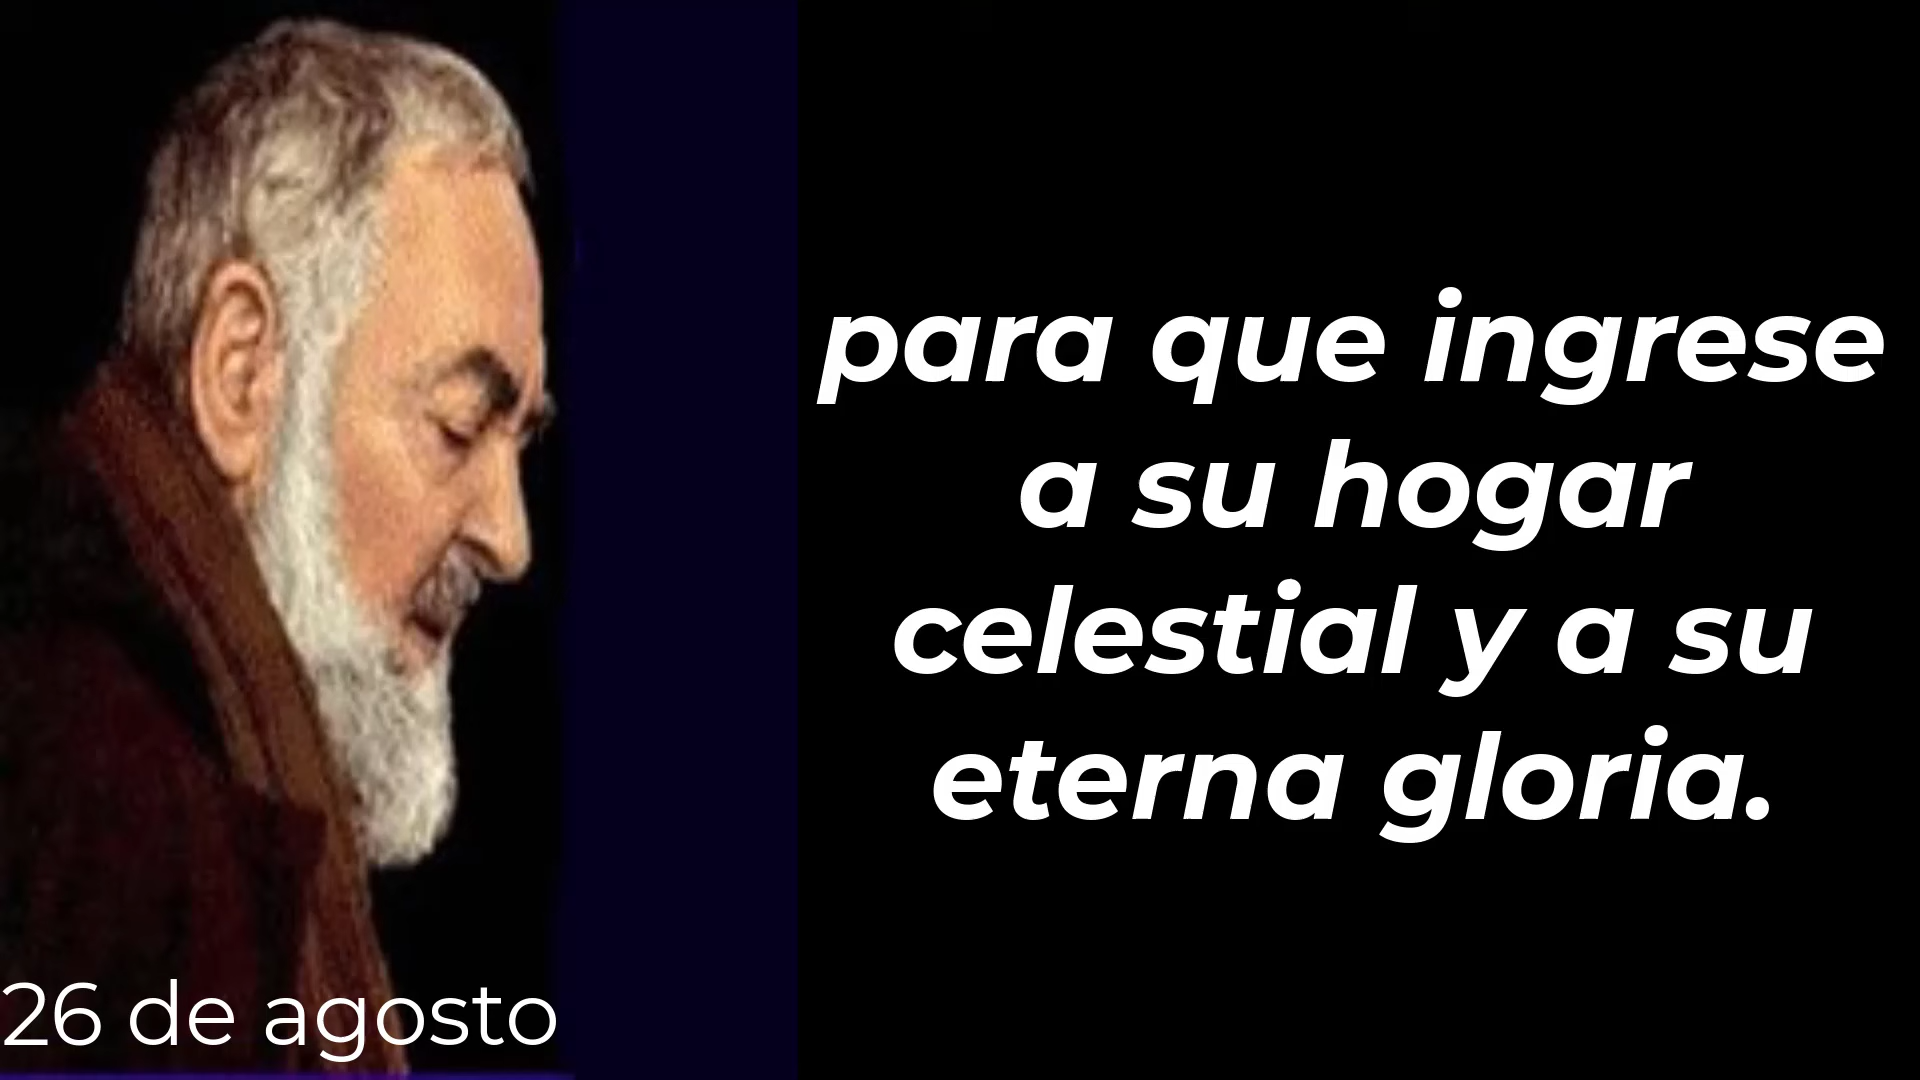 para que ingrese
a su hogar
celestial y a su
eterna gloria.
26 de agosto